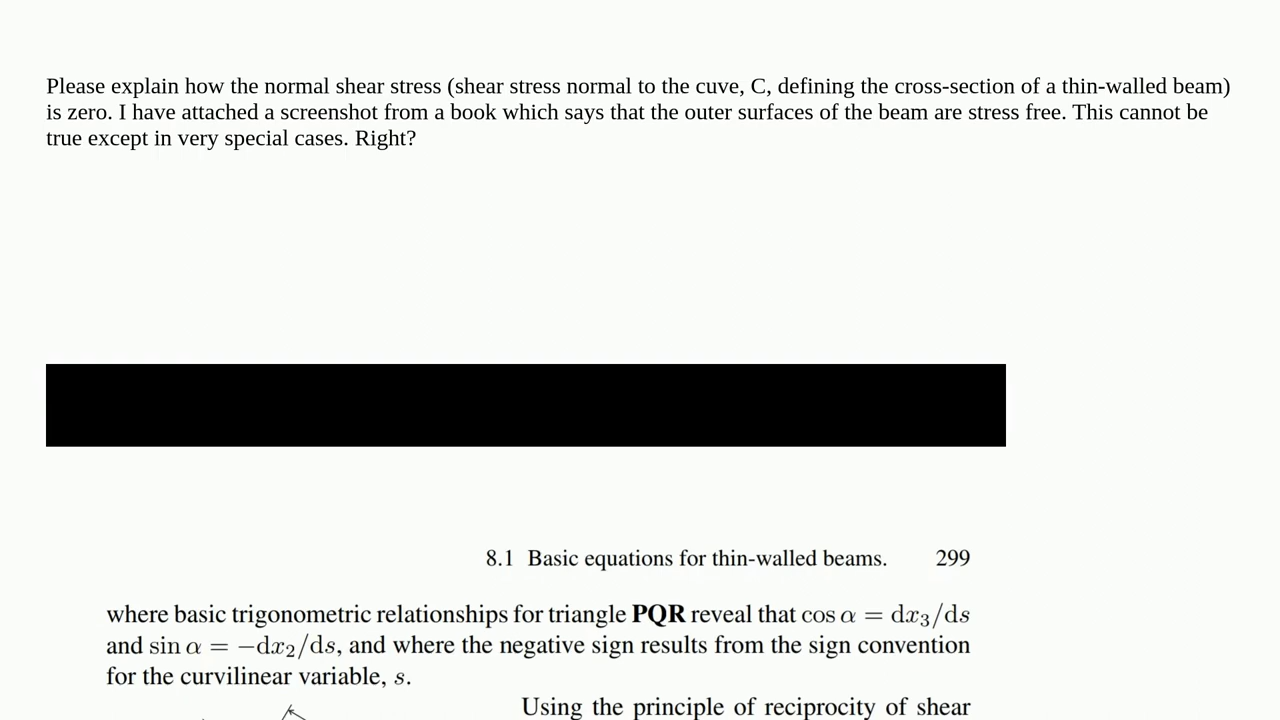 Please explain how the normal shear stress (shear stress normal to the cuve, C, defining the cross-section of a thin-walled beam)
is zero. I have attached a screenshot from a book which says that the outer surfaces of the beam are stress free. This cannot be
true except in very special cases. Right?
8.1 Basic equations for thin-walled beams. 299
where basic trigonometric relationships for triangle PQR reveal that cos α = dx₃/ds
and sin α = −dx₂/ds, and where the negative sign results from the sign convention
for the curvilinear variable, s.
Using the principle of reciprocity of shear